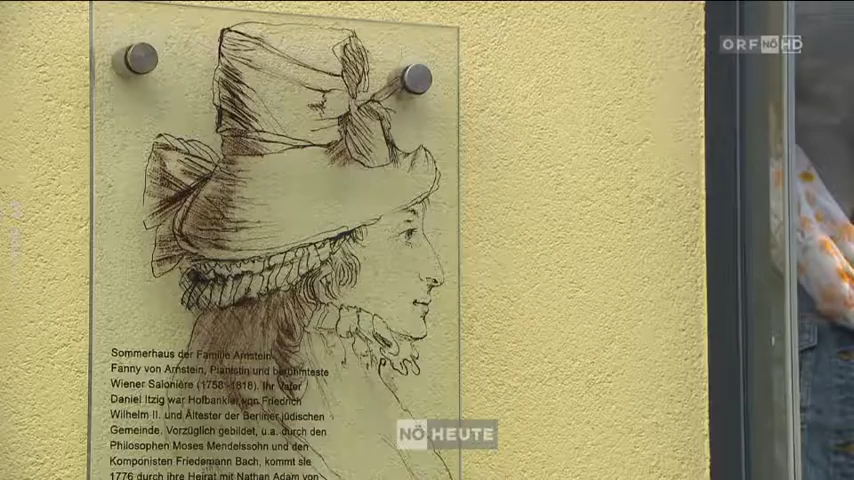 ORF NÖ HD
Sommerhaus der Familie Arnstein
Fanny von Arnstein, Pianistin und berühmteste
Wiener Salonière (1758-1818). Ihr Vater
Daniel Itzig war Hofbankier von Friedrich
Wilhelm II. und Ältester der Berliner jüdischen
Gemeinde. Vorzüglich gebildet, u.a. durch den
Philosophen Moses Mendelssohn und den
Komponisten Friedemann Bach, kommt sie
1776 durch ihre Heirat mit Nathan Adam von
NÖ HEUTE